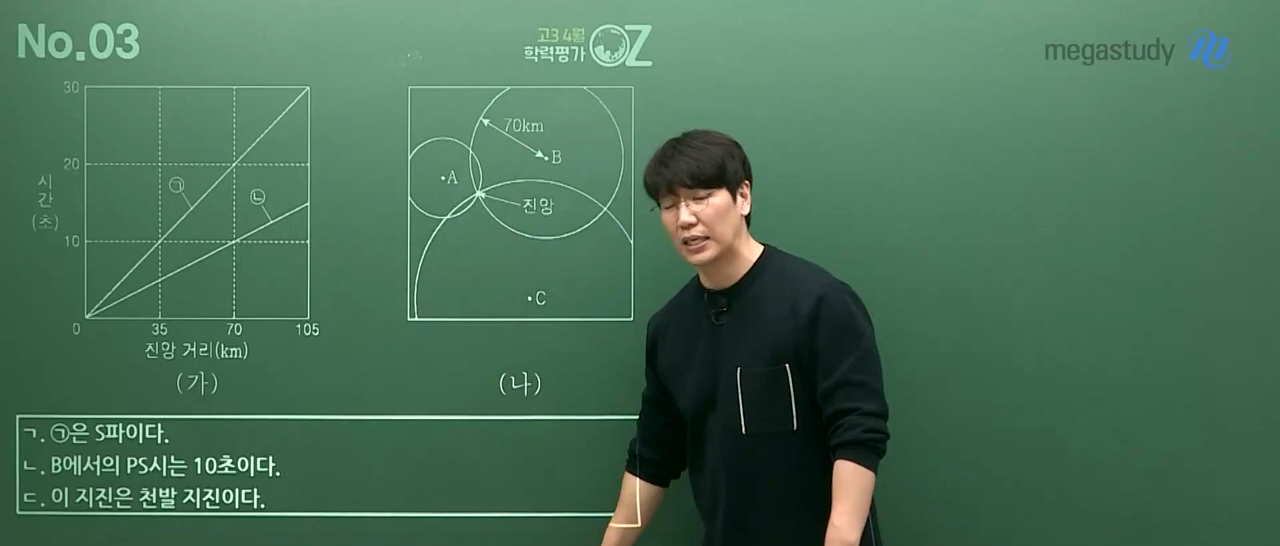 No.03
고3 4월
학력평가 OZ
megastudy
30
20
10
0
시간(초)
㉠
㉡
35 70 105
진앙 거리(km)
(가)
70km
B
A
진앙
C
(나)
ㄱ. ㉠은 S파이다.
ㄴ. B에서의 PS시는 10초이다.
ㄷ. 이 지진은 천발 지진이다.